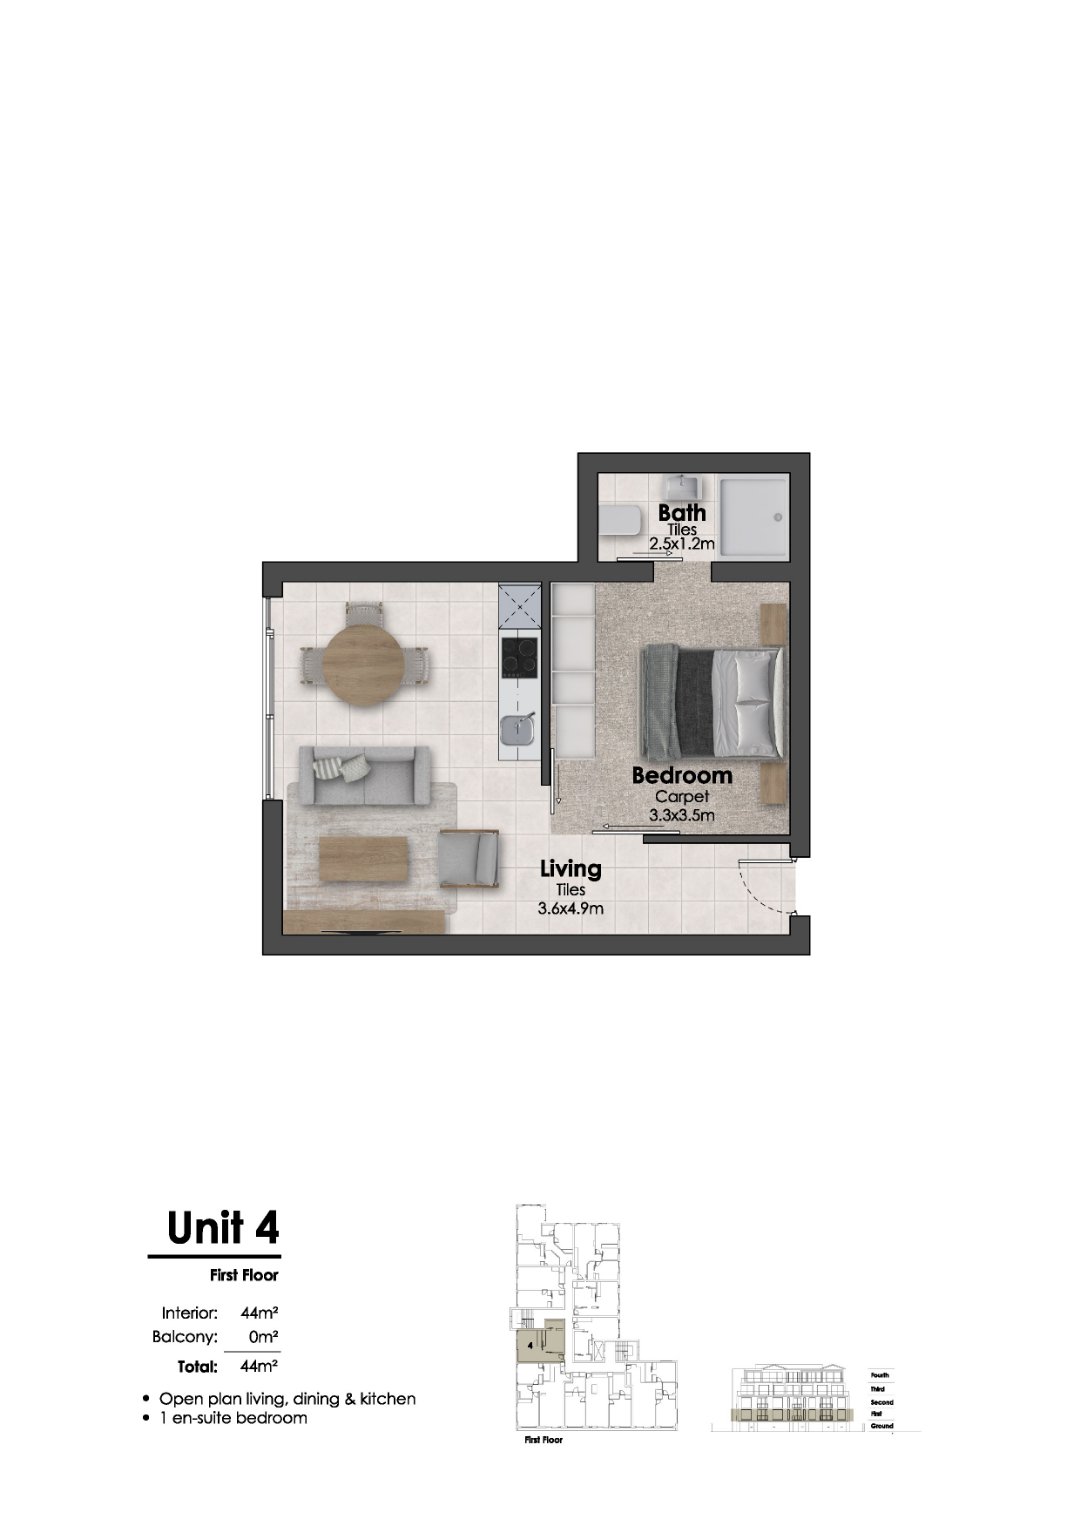 Bath
Tiles
2.5x1.2m
Bedroom
Carpet
3.3x3.5m
Living
Tiles
3.6x4.9m
Unit 4
First Floor
Interior: 44m²
Balcony: 0m²
Total: 44m²
• Open plan living, dining & kitchen
• 1 en-suite bedroom
4
First Floor
Fourth
Third
Second
First
Ground